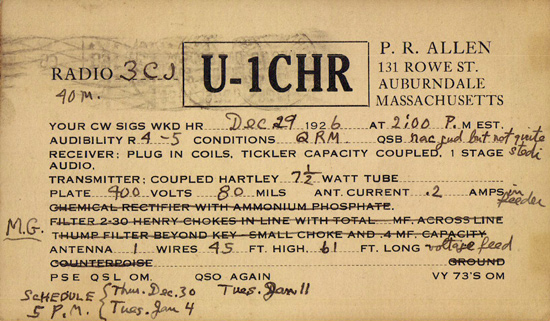 P. R. ALLEN
RADIO 3CJ U-1CHR 131 ROWE ST.
40 M. AUBURNDALE
MASSACHUSETTS
YOUR CW SIGS WKD HR Dec 29 1926 AT 2:00 P. M EST.
AUDIBILITY R 4-5 CONDITIONS QRM QSB rac gud but not quite
RECEIVER: PLUG IN COILS, TICKLER CAPACITY COUPLED, 1 STAGE stedi
AUDIO.
TRANSMITTER: COUPLED HARTLEY 7½ WATT TUBE
PLATE 400 VOLTS 80 MILS ANT. CURRENT .2 AMPS in feeder
CHEMICAL RECTIFIER WITH AMMONIUM PHOSPHATE.
M.G. FILTER 2-30 HENRY CHOKES IN LINE WITH TOTAL MF. ACROSS LINE
THUMP FILTER BEYOND KEY - SMALL CHOKE AND .4 MF. CAPACITY
ANTENNA 1 WIRES 45 FT. HIGH. 61 FT. LONG voltage feed
COUNTERPOISE GROUND
PSE QSL OM. QSO AGAIN VY 73'S OM
SCHEDULE { Thu. Dec. 30 Tues. Jan 11
5 P.M. { Tues. Jan 4